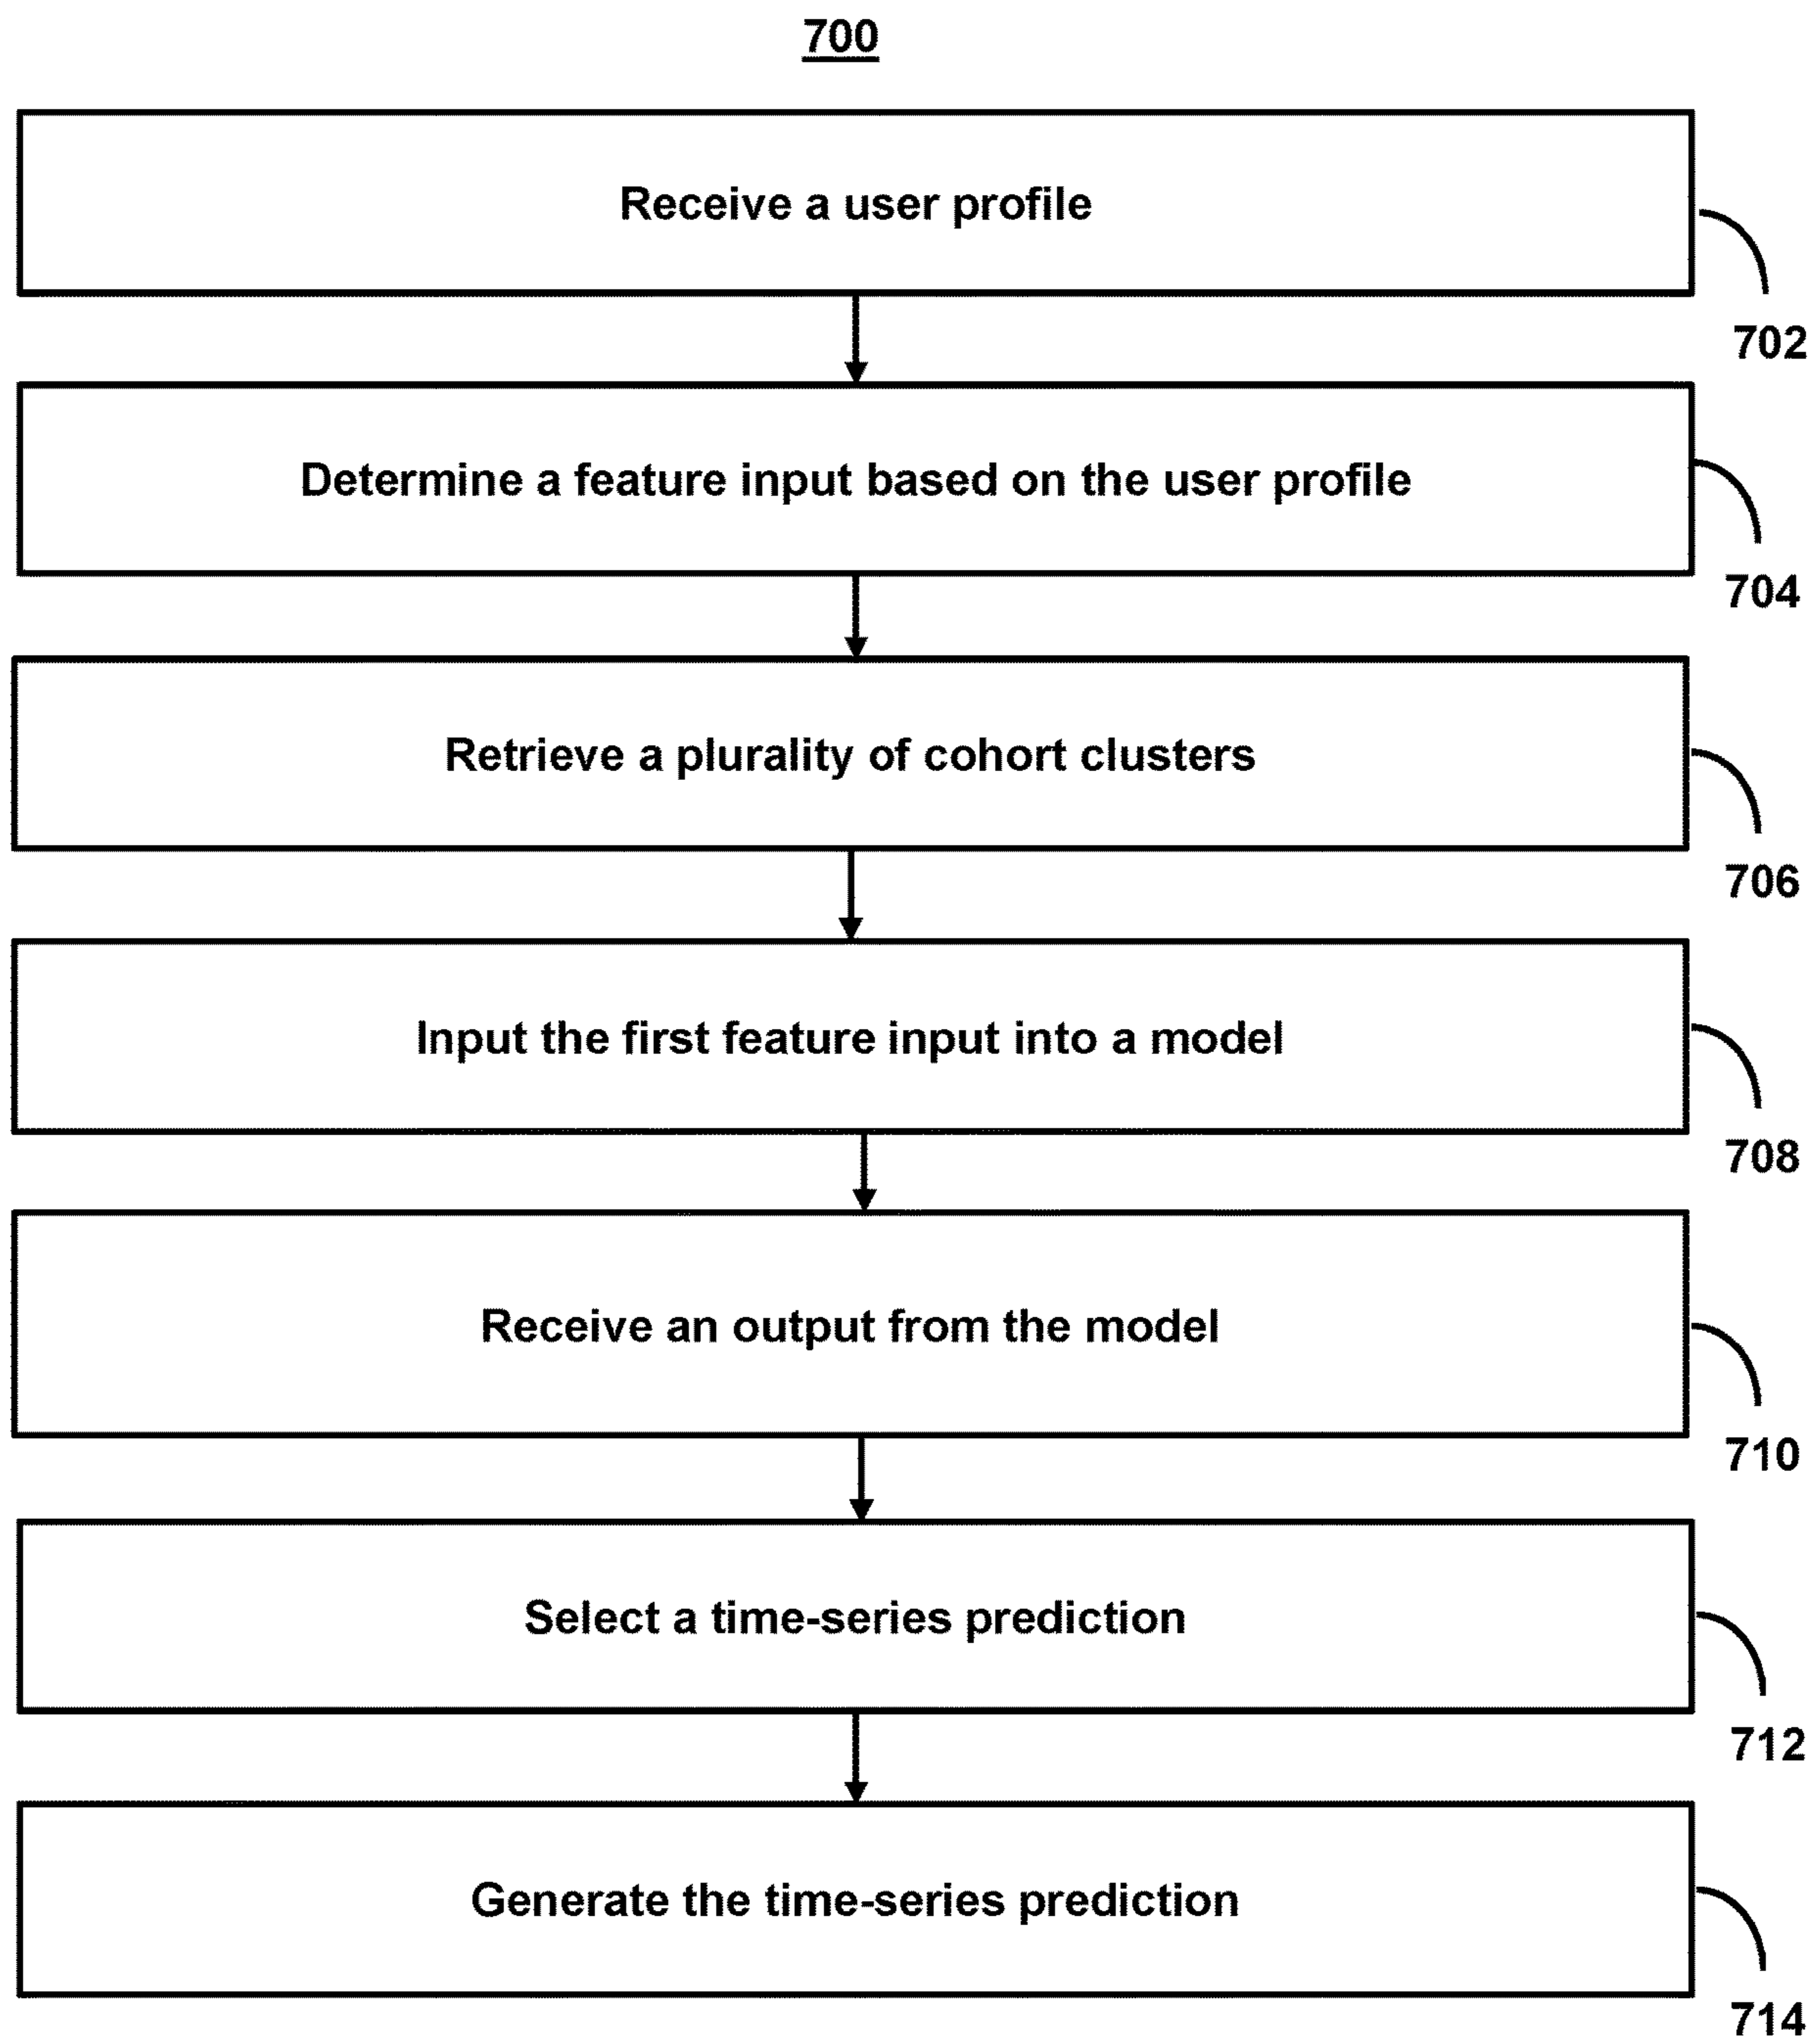 700
Receive a user profile
702
Determine a feature input based on the user profile
704
Retrieve a plurality of cohort clusters
706
Input the first feature input into a model
708
Receive an output from the model
710
Select a time-series prediction
712
Generate the time-series prediction
714